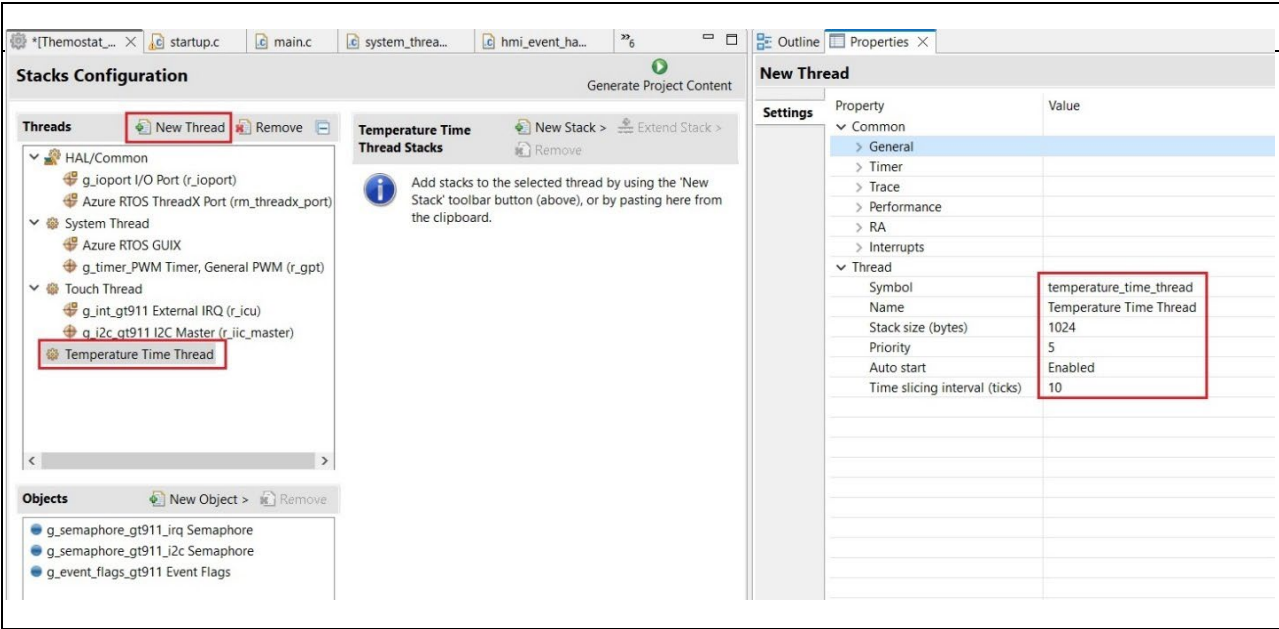 *[Themostat_...
startup.c
main.c
system_threa...
hmi_event_ha...
»6
Stacks Configuration
Generate Project Content
Threads
New Thread
Remove
HAL/Common
g_ioport I/O Port (r_ioport)
Azure RTOS ThreadX Port (rm_threadx_port)
System Thread
Azure RTOS GUIX
g_timer_PWM Timer, General PWM (r_gpt)
Touch Thread
g_int_gt911 External IRQ (r_icu)
g_i2c_gt911 I2C Master (r_iic_master)
Temperature Time Thread
Objects
New Object >
Remove
g_semaphore_gt911_irq Semaphore
g_semaphore_gt911_i2c Semaphore
g_event_flags_gt911 Event Flags
Temperature Time
Thread Stacks
New Stack >
Extend Stack >
Remove
Add stacks to the selected thread by using the 'New
Stack' toolbar button (above), or by pasting here from
the clipboard.
Outline
Properties
New Thread
Settings
Property Value
Common
General
Timer
Trace
Performance
RA
Interrupts
Thread
Symbol temperature_time_thread
Name Temperature Time Thread
Stack size (bytes) 1024
Priority 5
Auto start Enabled
Time slicing interval (ticks) 10